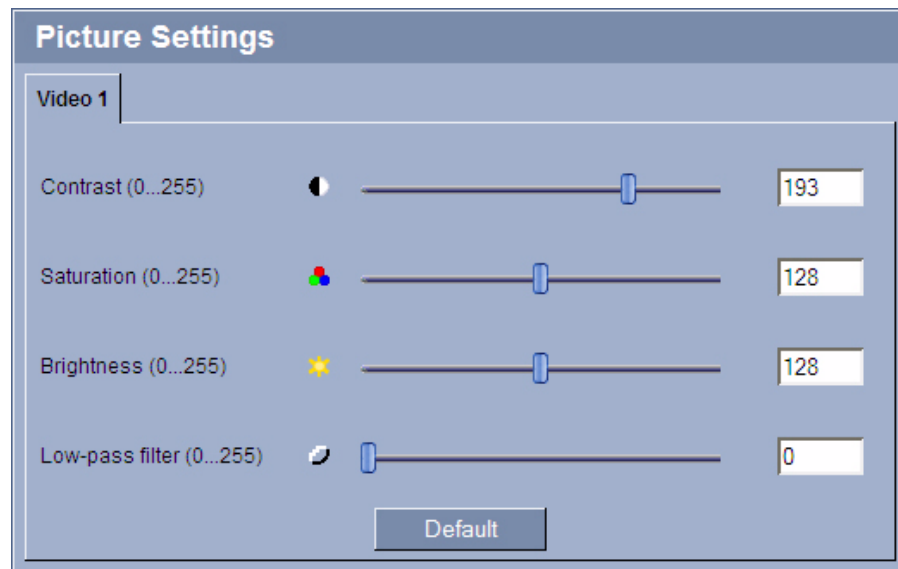 Picture Settings
Video 1
Contrast (0...255) 193
Saturation (0...255) 128
Brightness (0...255) 128
Low-pass filter (0...255) 0
Default